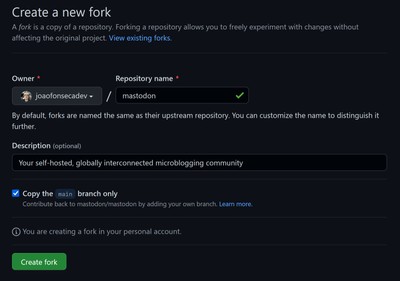 Create a new fork
A fork is a copy of a repository. Forking a repository allows you to freely experiment with changes without
affecting the original project. View existing forks.
Owner *
Repository name *
joaofonsecadev
/
mastodon
By default, forks are named the same as their upstream repository. You can customize the name to distinguish it
further.
Description (optional)
Your self-hosted, globally interconnected microblogging community
Copy the main branch only
Contribute back to mastodon/mastodon by adding your own branch. Learn more.
You are creating a fork in your personal account.
Create fork